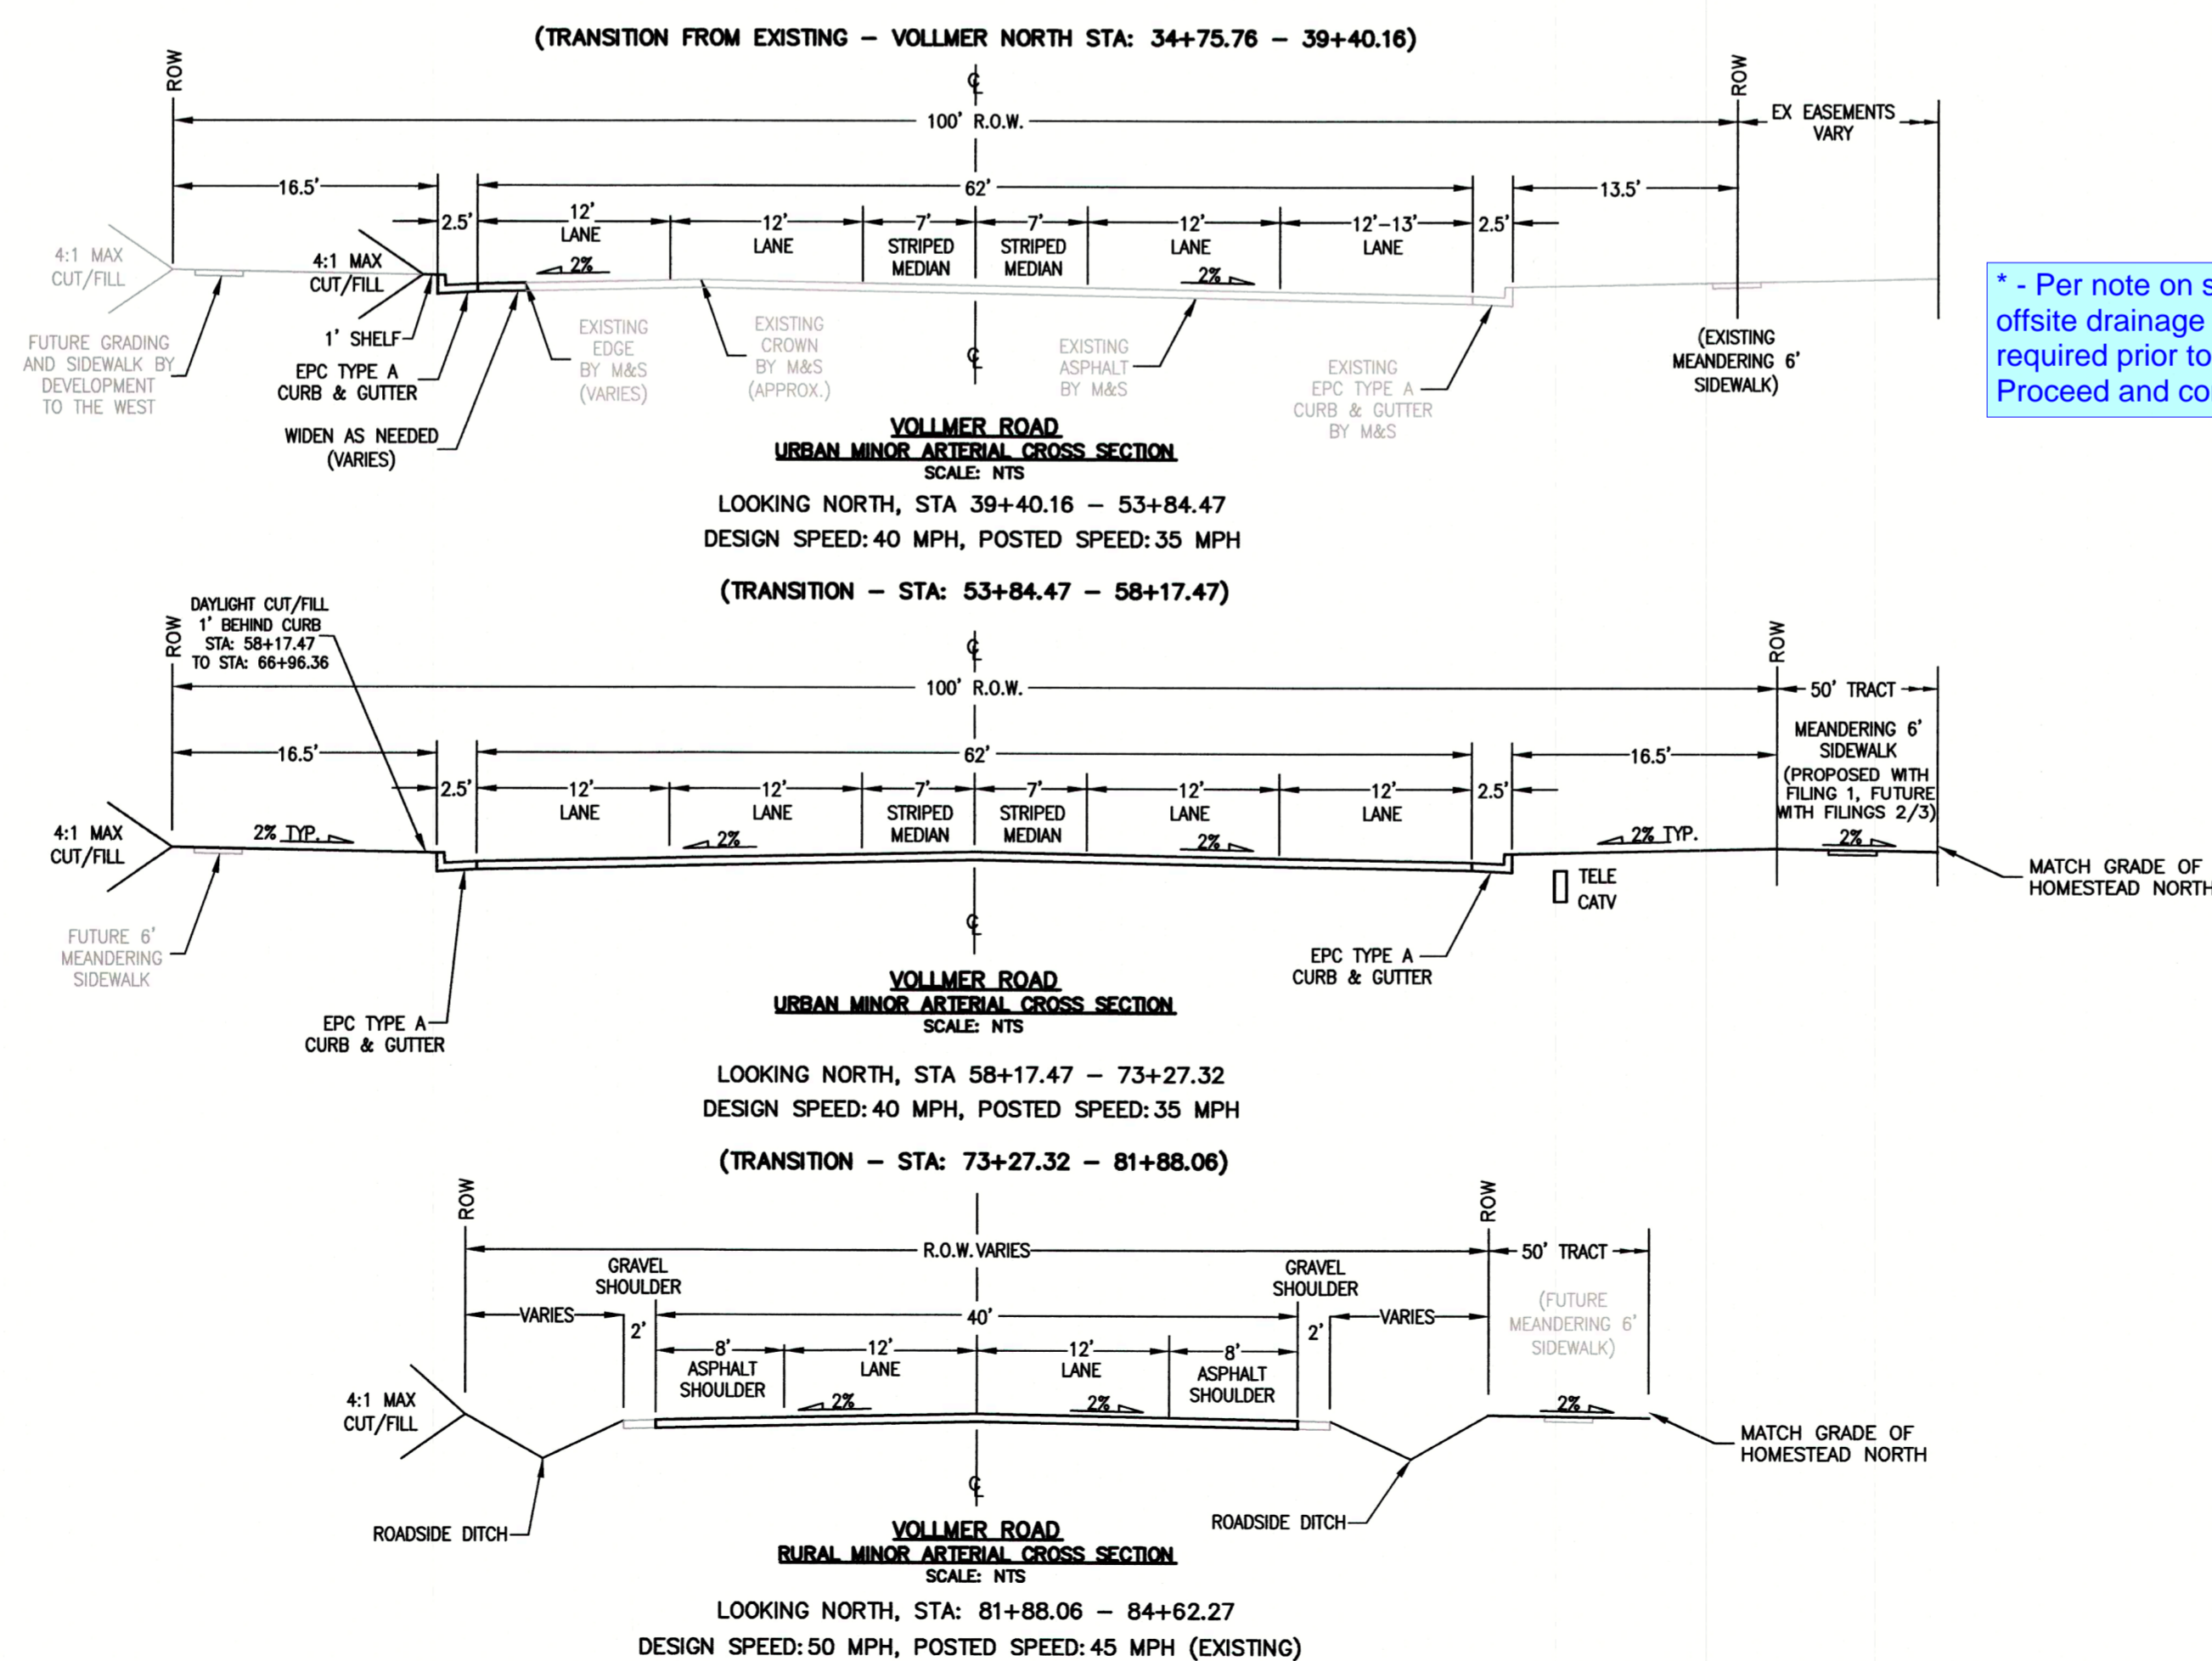 (TRANSITION FROM EXISTING – VOLLMER NORTH STA: 34+75.76 – 39+40.16)
ROW
℄
ROW
100' R.O.W.
EX EASEMENTS
VARY
16.5'
62'
13.5'
2.5'
12'
LANE
12'
LANE
7'
STRIPED
MEDIAN
7'
STRIPED
MEDIAN
12'
LANE
12'-13'
LANE
2.5'
4:1 MAX
CUT/FILL
4:1 MAX
CUT/FILL
2%
2%
FUTURE GRADING
AND SIDEWALK BY
DEVELOPMENT
TO THE WEST
1' SHELF
EPC TYPE A
CURB & GUTTER
WIDEN AS NEEDED
(VARIES)
EXISTING
EDGE
BY M&S
(VARIES)
EXISTING
CROWN
BY M&S
(APPROX.)
℄
EXISTING
ASPHALT
BY M&S
EXISTING
EPC TYPE A
CURB & GUTTER
BY M&S
(EXISTING
MEANDERING 6'
SIDEWALK)
* - Per note on s
offsite drainage
required prior to
Proceed and co
VOLLMER ROAD
URBAN MINOR ARTERIAL CROSS SECTION
SCALE: NTS
LOOKING NORTH, STA 39+40.16 – 53+84.47
DESIGN SPEED: 40 MPH, POSTED SPEED: 35 MPH
(TRANSITION – STA: 53+84.47 – 58+17.47)
ROW
DAYLIGHT CUT/FILL
1' BEHIND CURB
STA: 58+17.47
TO STA: 66+96.36
℄
ROW
100' R.O.W.
50' TRACT
16.5'
62'
16.5'
MEANDERING 6'
SIDEWALK
(PROPOSED WITH
FILING 1, FUTURE
WITH FILINGS 2/3)
2.5'
12'
LANE
12'
LANE
7'
STRIPED
MEDIAN
7'
STRIPED
MEDIAN
12'
LANE
12'
LANE
2.5'
4:1 MAX
CUT/FILL
2% TYP.
2%
2%
2% TYP.
2%
TELE
CATV
MATCH GRADE OF
HOMESTEAD NORTH
FUTURE 6'
MEANDERING
SIDEWALK
EPC TYPE A
CURB & GUTTER
℄
EPC TYPE A
CURB & GUTTER
VOLLMER ROAD
URBAN MINOR ARTERIAL CROSS SECTION
SCALE: NTS
LOOKING NORTH, STA 58+17.47 – 73+27.32
DESIGN SPEED: 40 MPH, POSTED SPEED: 35 MPH
(TRANSITION – STA: 73+27.32 – 81+88.06)
ROW
ROW
R.O.W. VARIES
50' TRACT
GRAVEL
SHOULDER
GRAVEL
SHOULDER
VARIES
2'
40'
2'
VARIES
(FUTURE
MEANDERING 6'
SIDEWALK)
8'
ASPHALT
SHOULDER
12'
LANE
12'
LANE
8'
ASPHALT
SHOULDER
4:1 MAX
CUT/FILL
2%
2%
2%
MATCH GRADE OF
HOMESTEAD NORTH
ROADSIDE DITCH
℄
ROADSIDE DITCH
VOLLMER ROAD
RURAL MINOR ARTERIAL CROSS SECTION
SCALE: NTS
LOOKING NORTH, STA: 81+88.06 – 84+62.27
DESIGN SPEED: 50 MPH, POSTED SPEED: 45 MPH (EXISTING)